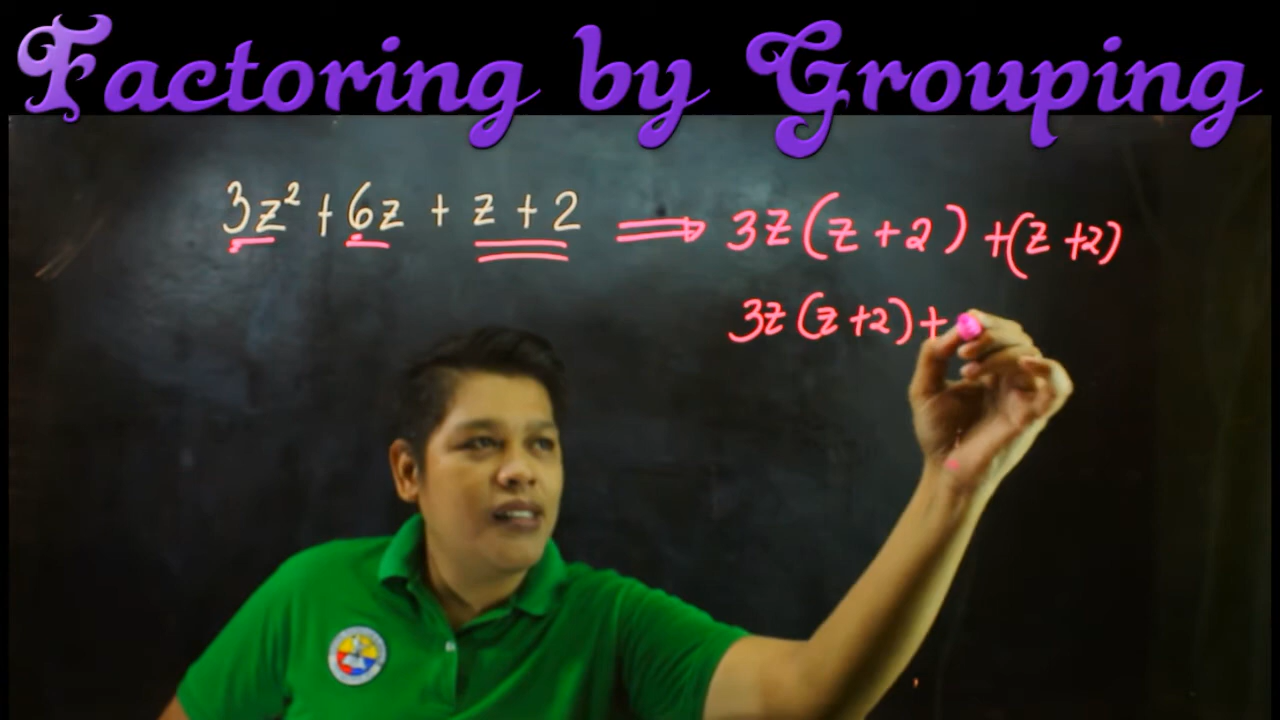 Factoring by Grouping
3z² + 6z + z + 2 ⟹ 3z(z+2) +(z +2)
3z(z+2)+